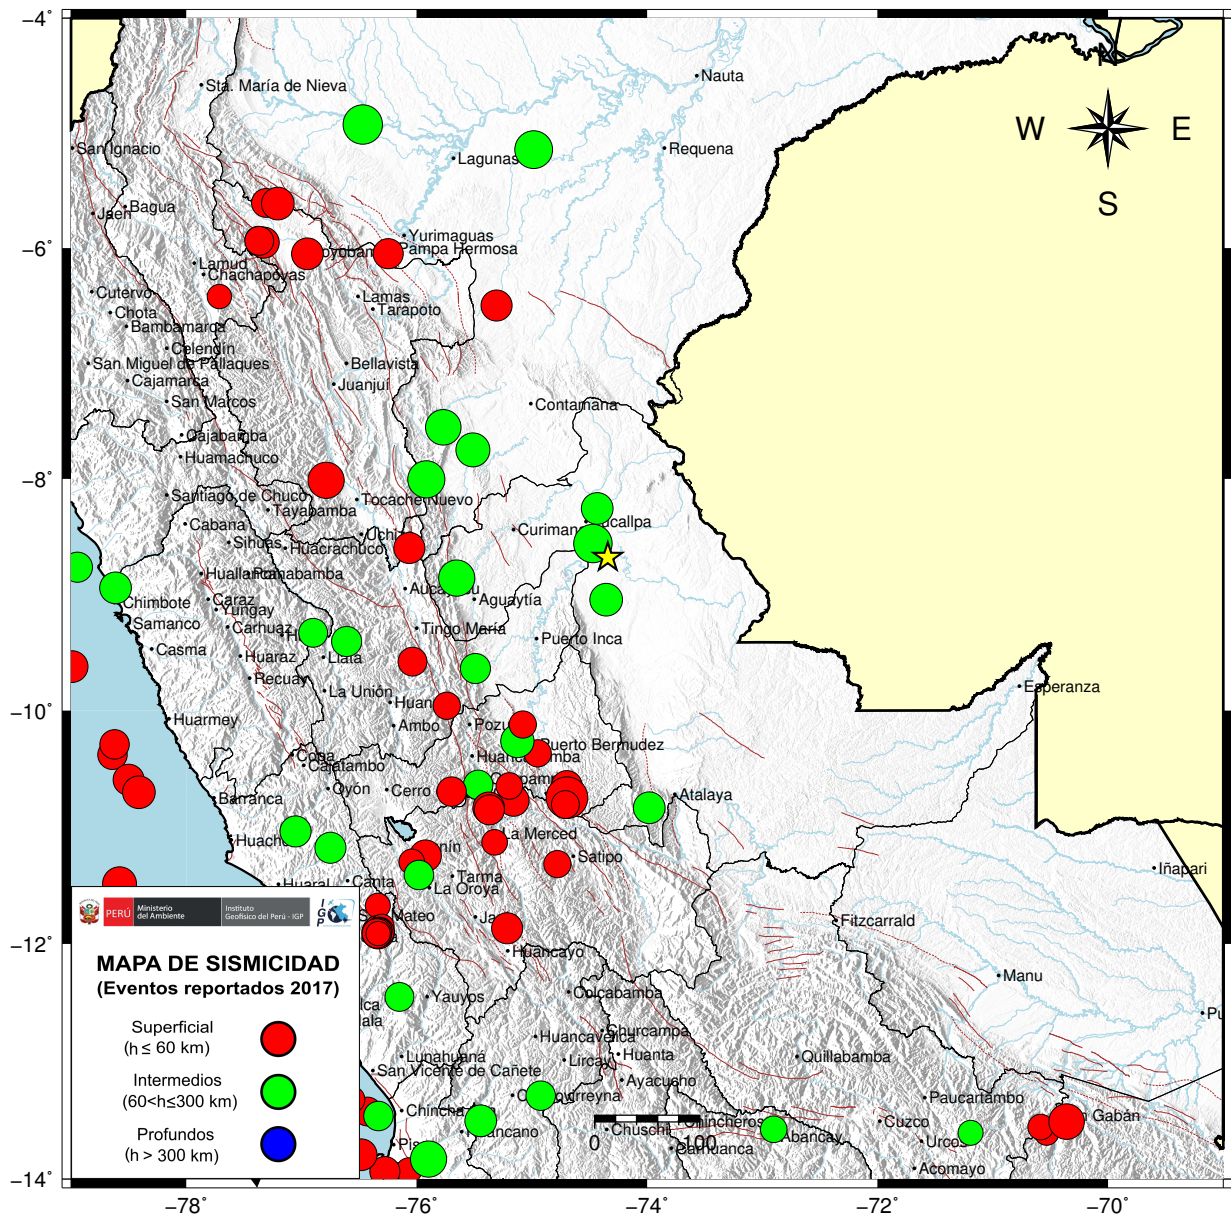 −4°
−6°
−8°
−10°
−12°
−14°
−78°
−76°
−74°
−72°
−70°
N
W
E
S
Nauta
Sta. María de Nieva
San Ignacio
Lagunas
Requena
Bagua
Jaen
Yurimaguas
Pampa Hermosa
Lamud
Chachapoyas
Cutervo
Lamas
Chota
Tarapoto
Bambamarca
Celendín
San Miguel de Pallaques
Bellavista
Cajamarca
Juanjuí
San Marcos
Contamana
Cajabamba
Huamachuco
Santiago de Chuco
Tayabamba
Tocache Nuevo
Cabana
Curimana
Sihuas
Huacrachuco
Aguaytía
Caraz
Yungay
Chimbote
Samanco
Carhuaz
Tingo María
Puerto Inca
Casma
Huaraz
Llata
Recuay
La Unión
Esperanza
Huarmey
Ambo
Puerto Bermudez
Cajatambo
Oyón
Cerro
Barranca
Atalaya
La Merced
Satipo
Iñapari
Huaral
Canta
Tarma
La Oroya
Fitzcarrald
Huancayo
Manu
Yauyos
Colcabamba
Huancavelica
Churcampa
Lunahuaná
Lircay
Huanta
Quillabamba
San Vicente de Cañete
Ayacucho
Paucartambo
Chuschi
Chincheros
Abancay
Cuzco
Urcos
Acomayo
0
100
PERÚ
Ministerio
del Ambiente
Instituto
Geofísico del Perú - IGP
IGP
MAPA DE SISMICIDAD
(Eventos reportados 2017)
Superficial
(h ≤ 60 km)
Intermedios
(60<h≤300 km)
Profundos
(h > 300 km)